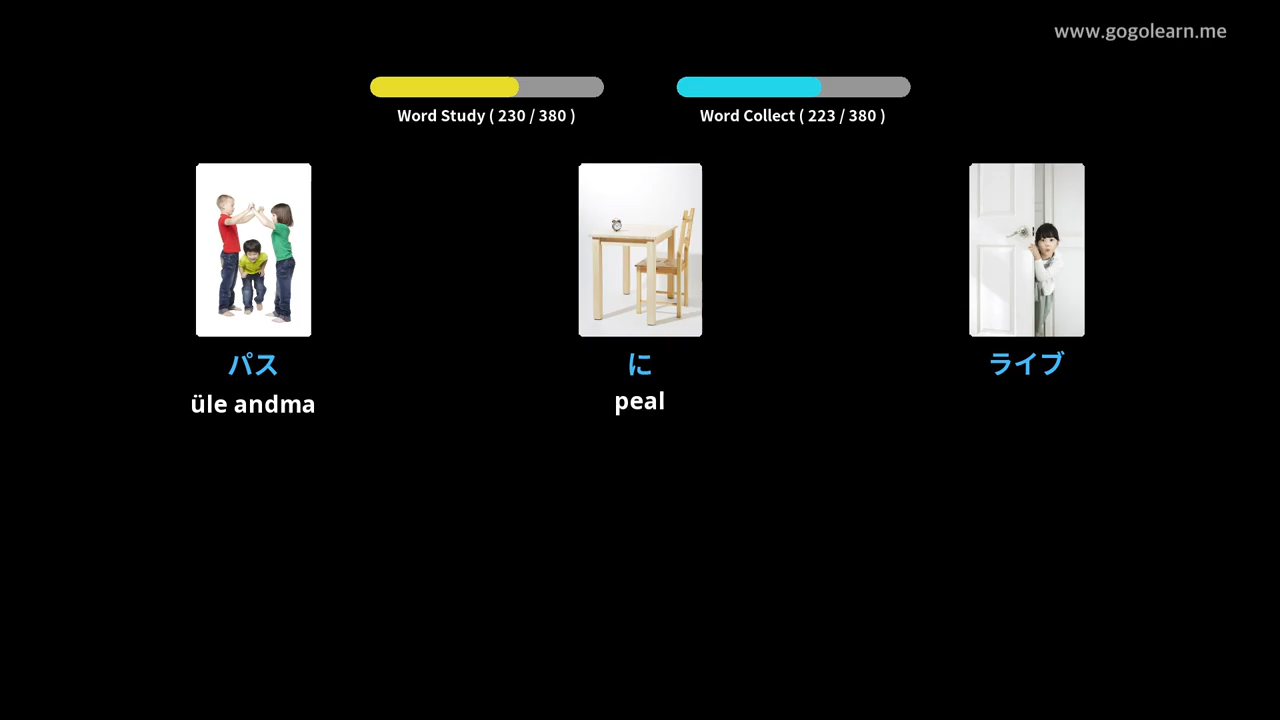 www.gogolearn.me
Word Study ( 230 / 380 )
Word Collect ( 223 / 380 )
パス
に
ライブ
üle andma
peal